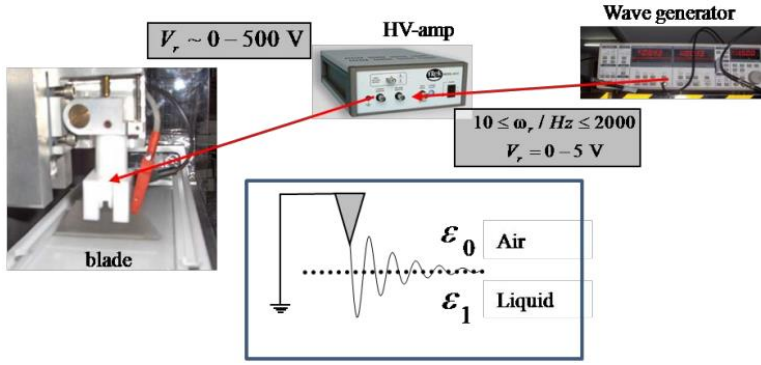 Wave generator
HV-amp
V_r ~ 0 – 500 V
TREK
10 ≤ ω_r / Hz ≤ 2000
V_r = 0 – 5 V
blade
ε_0 Air
ε_1 Liquid